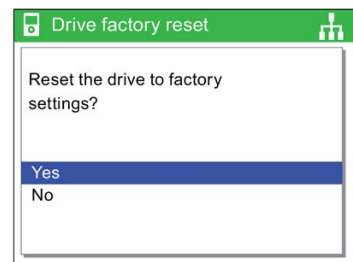 Drive factory reset
Reset the drive to factory
settings?
Yes
No